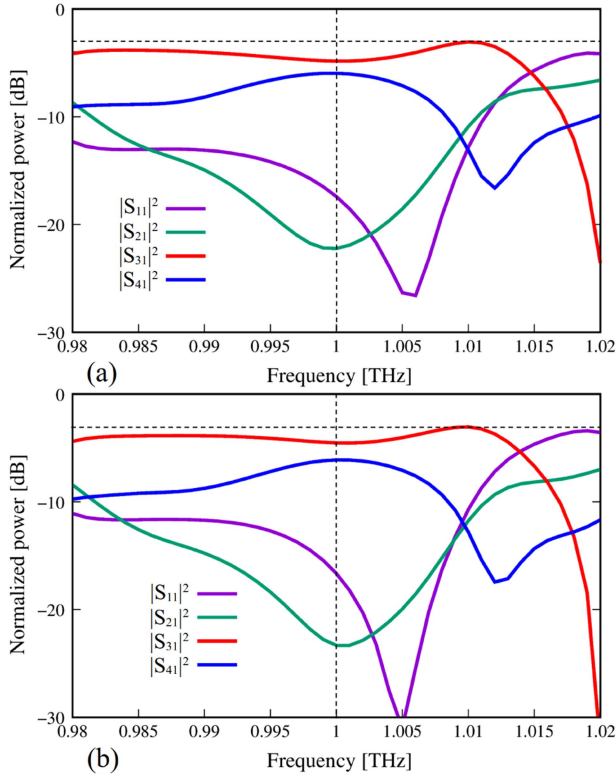 0
-10
-20
-30
Normalized power [dB]
|S₁₁|²
|S₂₁|²
|S₃₁|²
|S₄₁|²
0.98 0.985 0.99 0.995 1 1.005 1.01 1.015 1.02
(a) Frequency [THz]
0
-10
-20
-30
Normalized power [dB]
|S₁₁|²
|S₂₁|²
|S₃₁|²
|S₄₁|²
0.98 0.985 0.99 0.995 1 1.005 1.01 1.015 1.02
(b) Frequency [THz]